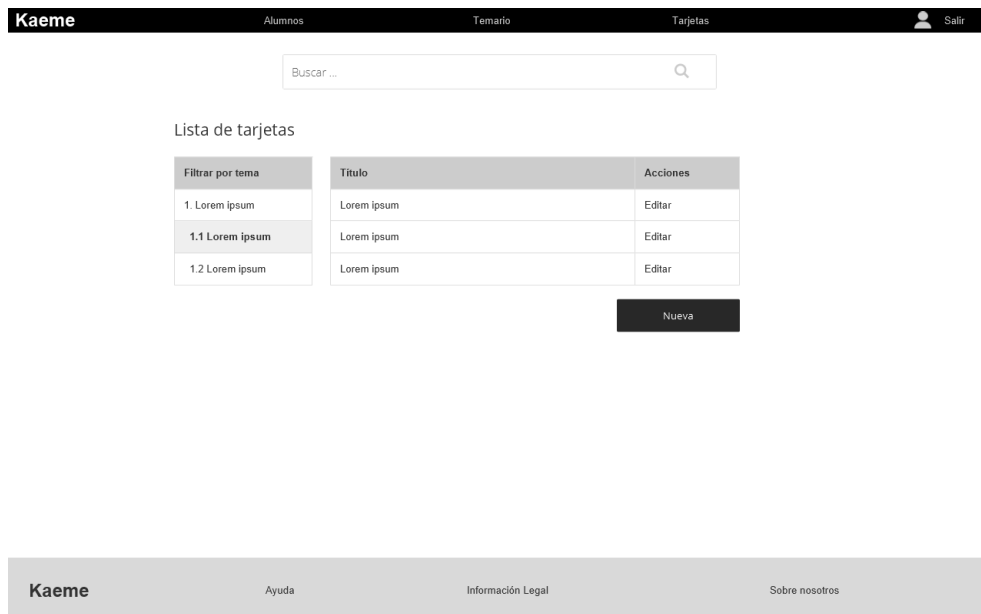 Kaeme Alumnos Temario Tarjetas Salir
Buscar ...
Lista de tarjetas
Filtrar por tema Título Acciones
1. Lorem ipsum Lorem ipsum Editar
1.1 Lorem ipsum Lorem ipsum Editar
1.2 Lorem ipsum Lorem ipsum Editar
Nueva
Kaeme Ayuda Información Legal Sobre nosotros